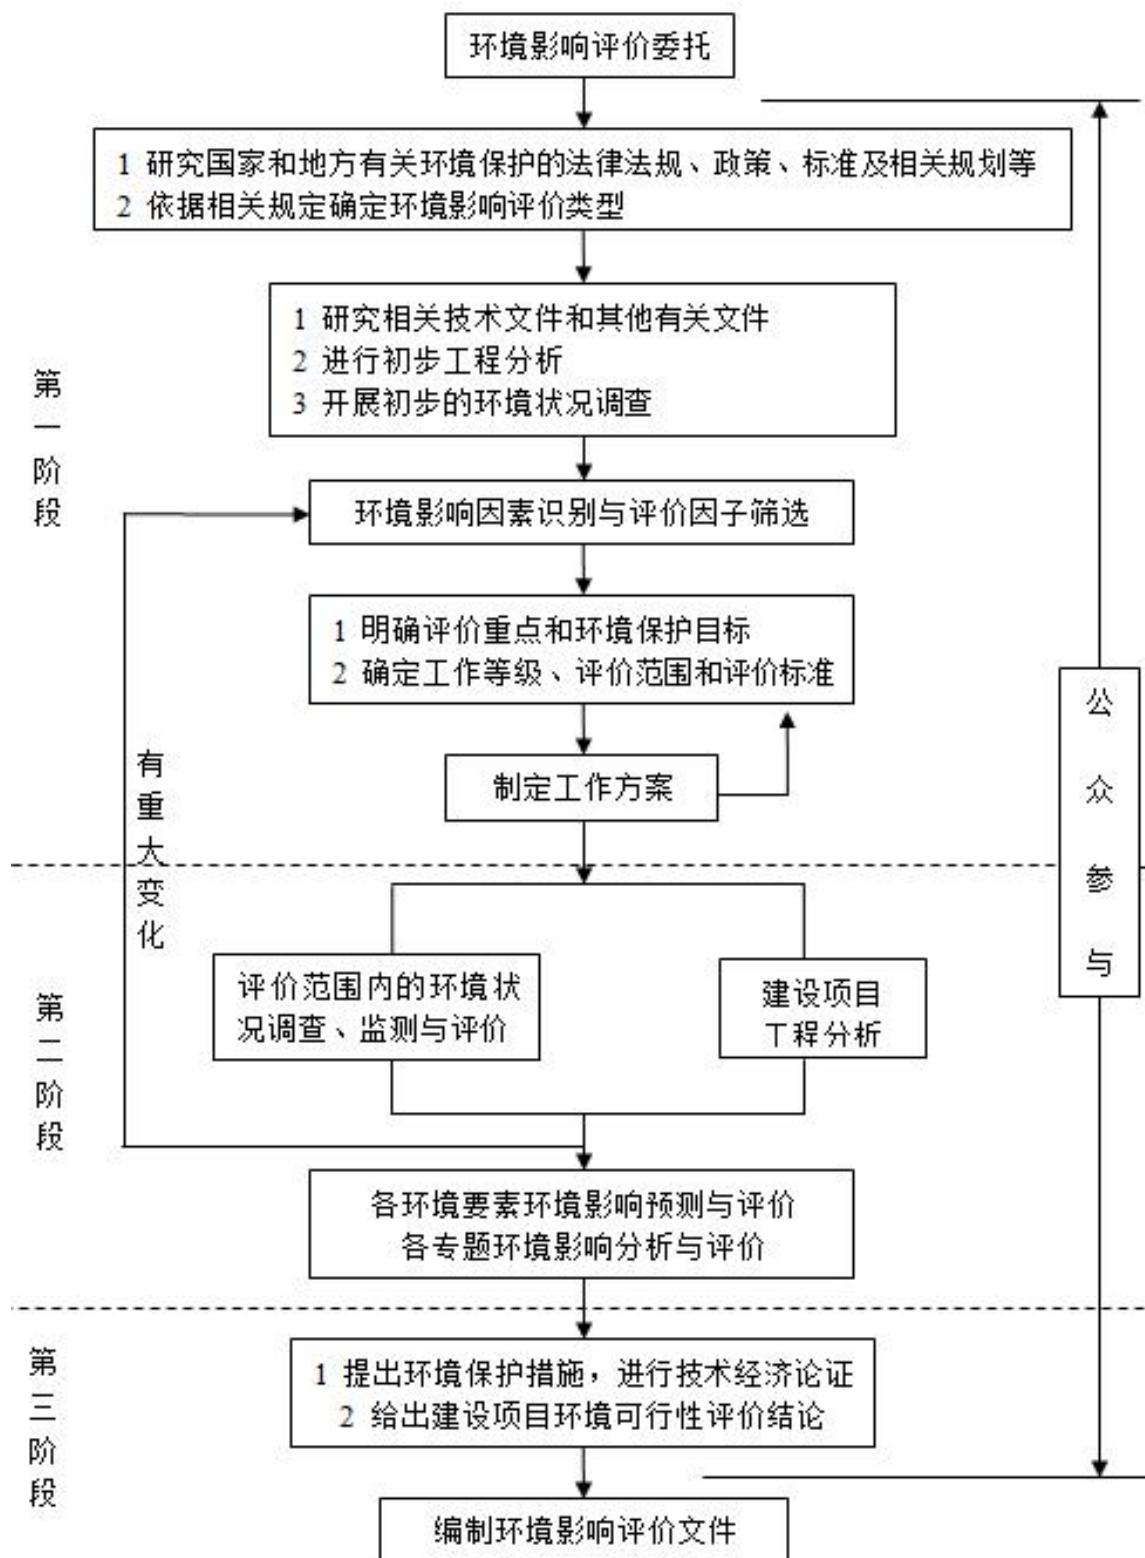 环境影响评价委托
1 研究国家和地方有关环境保护的法律法规、政策、标准及相关规划等
2 依据相关规定确定环境影响评价类型
1 研究相关技术文件和其他有关文件
2 进行初步工程分析
3 开展初步的环境状况调查
第一阶段
环境影响因素识别与评价因子筛选
1 明确评价重点和环境保护目标
2 确定工作等级、评价范围和评价标准
公众参与
有重大变化
制定工作方案
评价范围内的环境状
况调查、监测与评价
建设项目
工程分析
第二阶段
各环境要素环境影响预测与评价
各专题环境影响分析与评价
第三阶段
1 提出环境保护措施，进行技术经济论证
2 给出建设项目环境可行性评价结论
编制环境影响评价文件